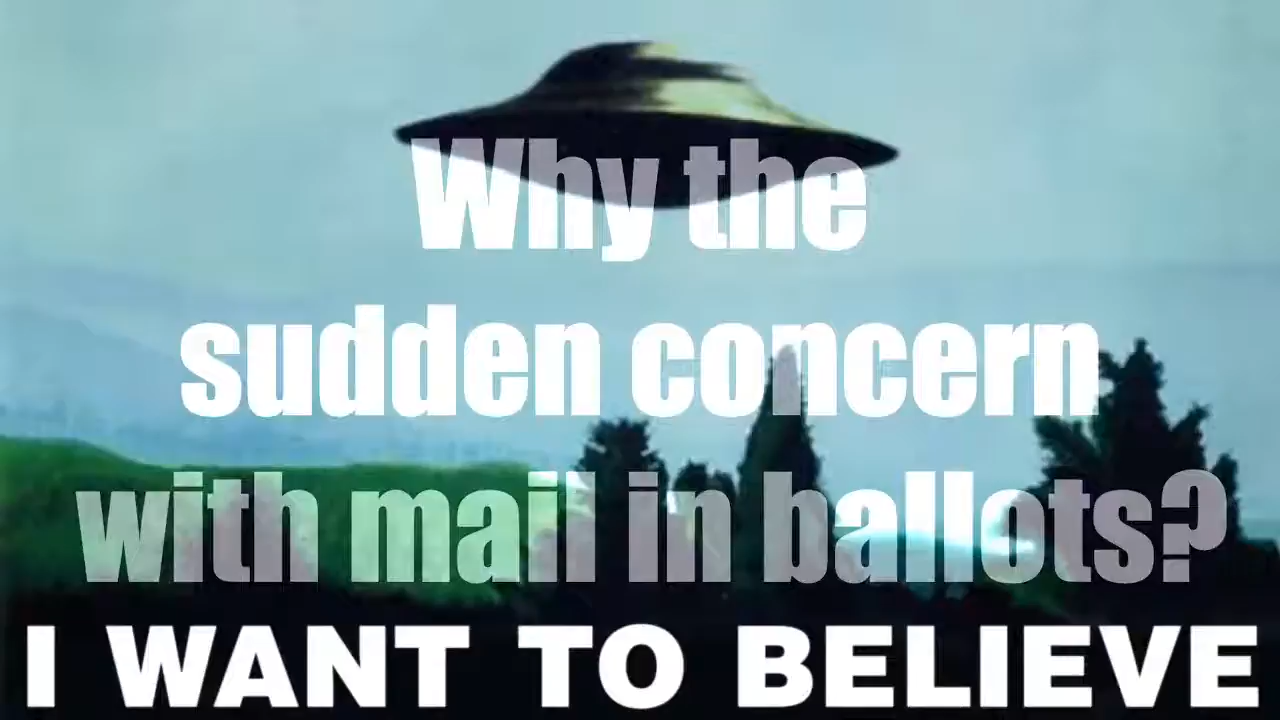 Why the
sudden concern
with mail in ballots?
I WANT TO BELIEVE